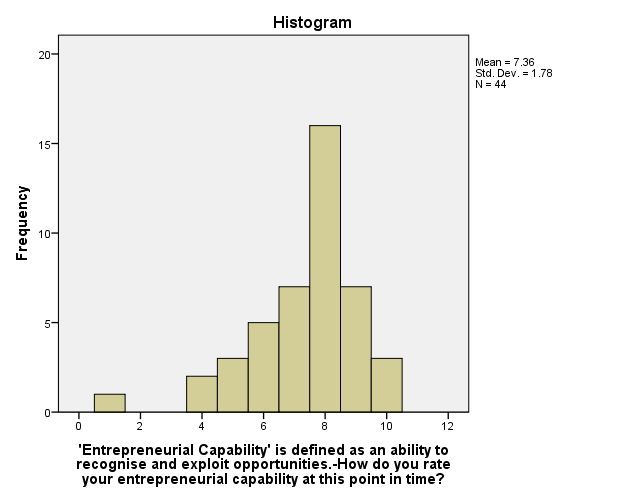 Histogram
Mean = 7.36
Std. Dev. = 1.78
N = 44
20
15
10
5
0
Frequency
0 2 4 6 8 10 12
'Entrepreneurial Capability' is defined as an ability to
recognise and exploit opportunities.-How do you rate
your entrepreneurial capability at this point in time?